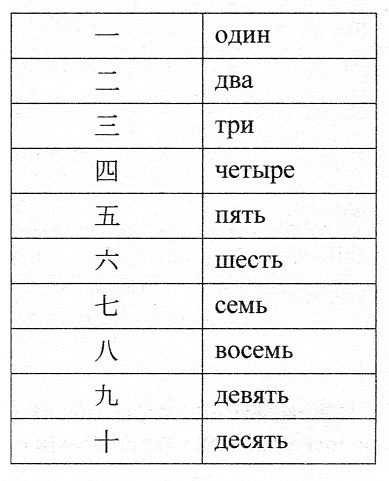 一 один
二 два
三 три
四 четыре
五 пять
六 шесть
七 семь
八 восемь
九 девять
十 десять